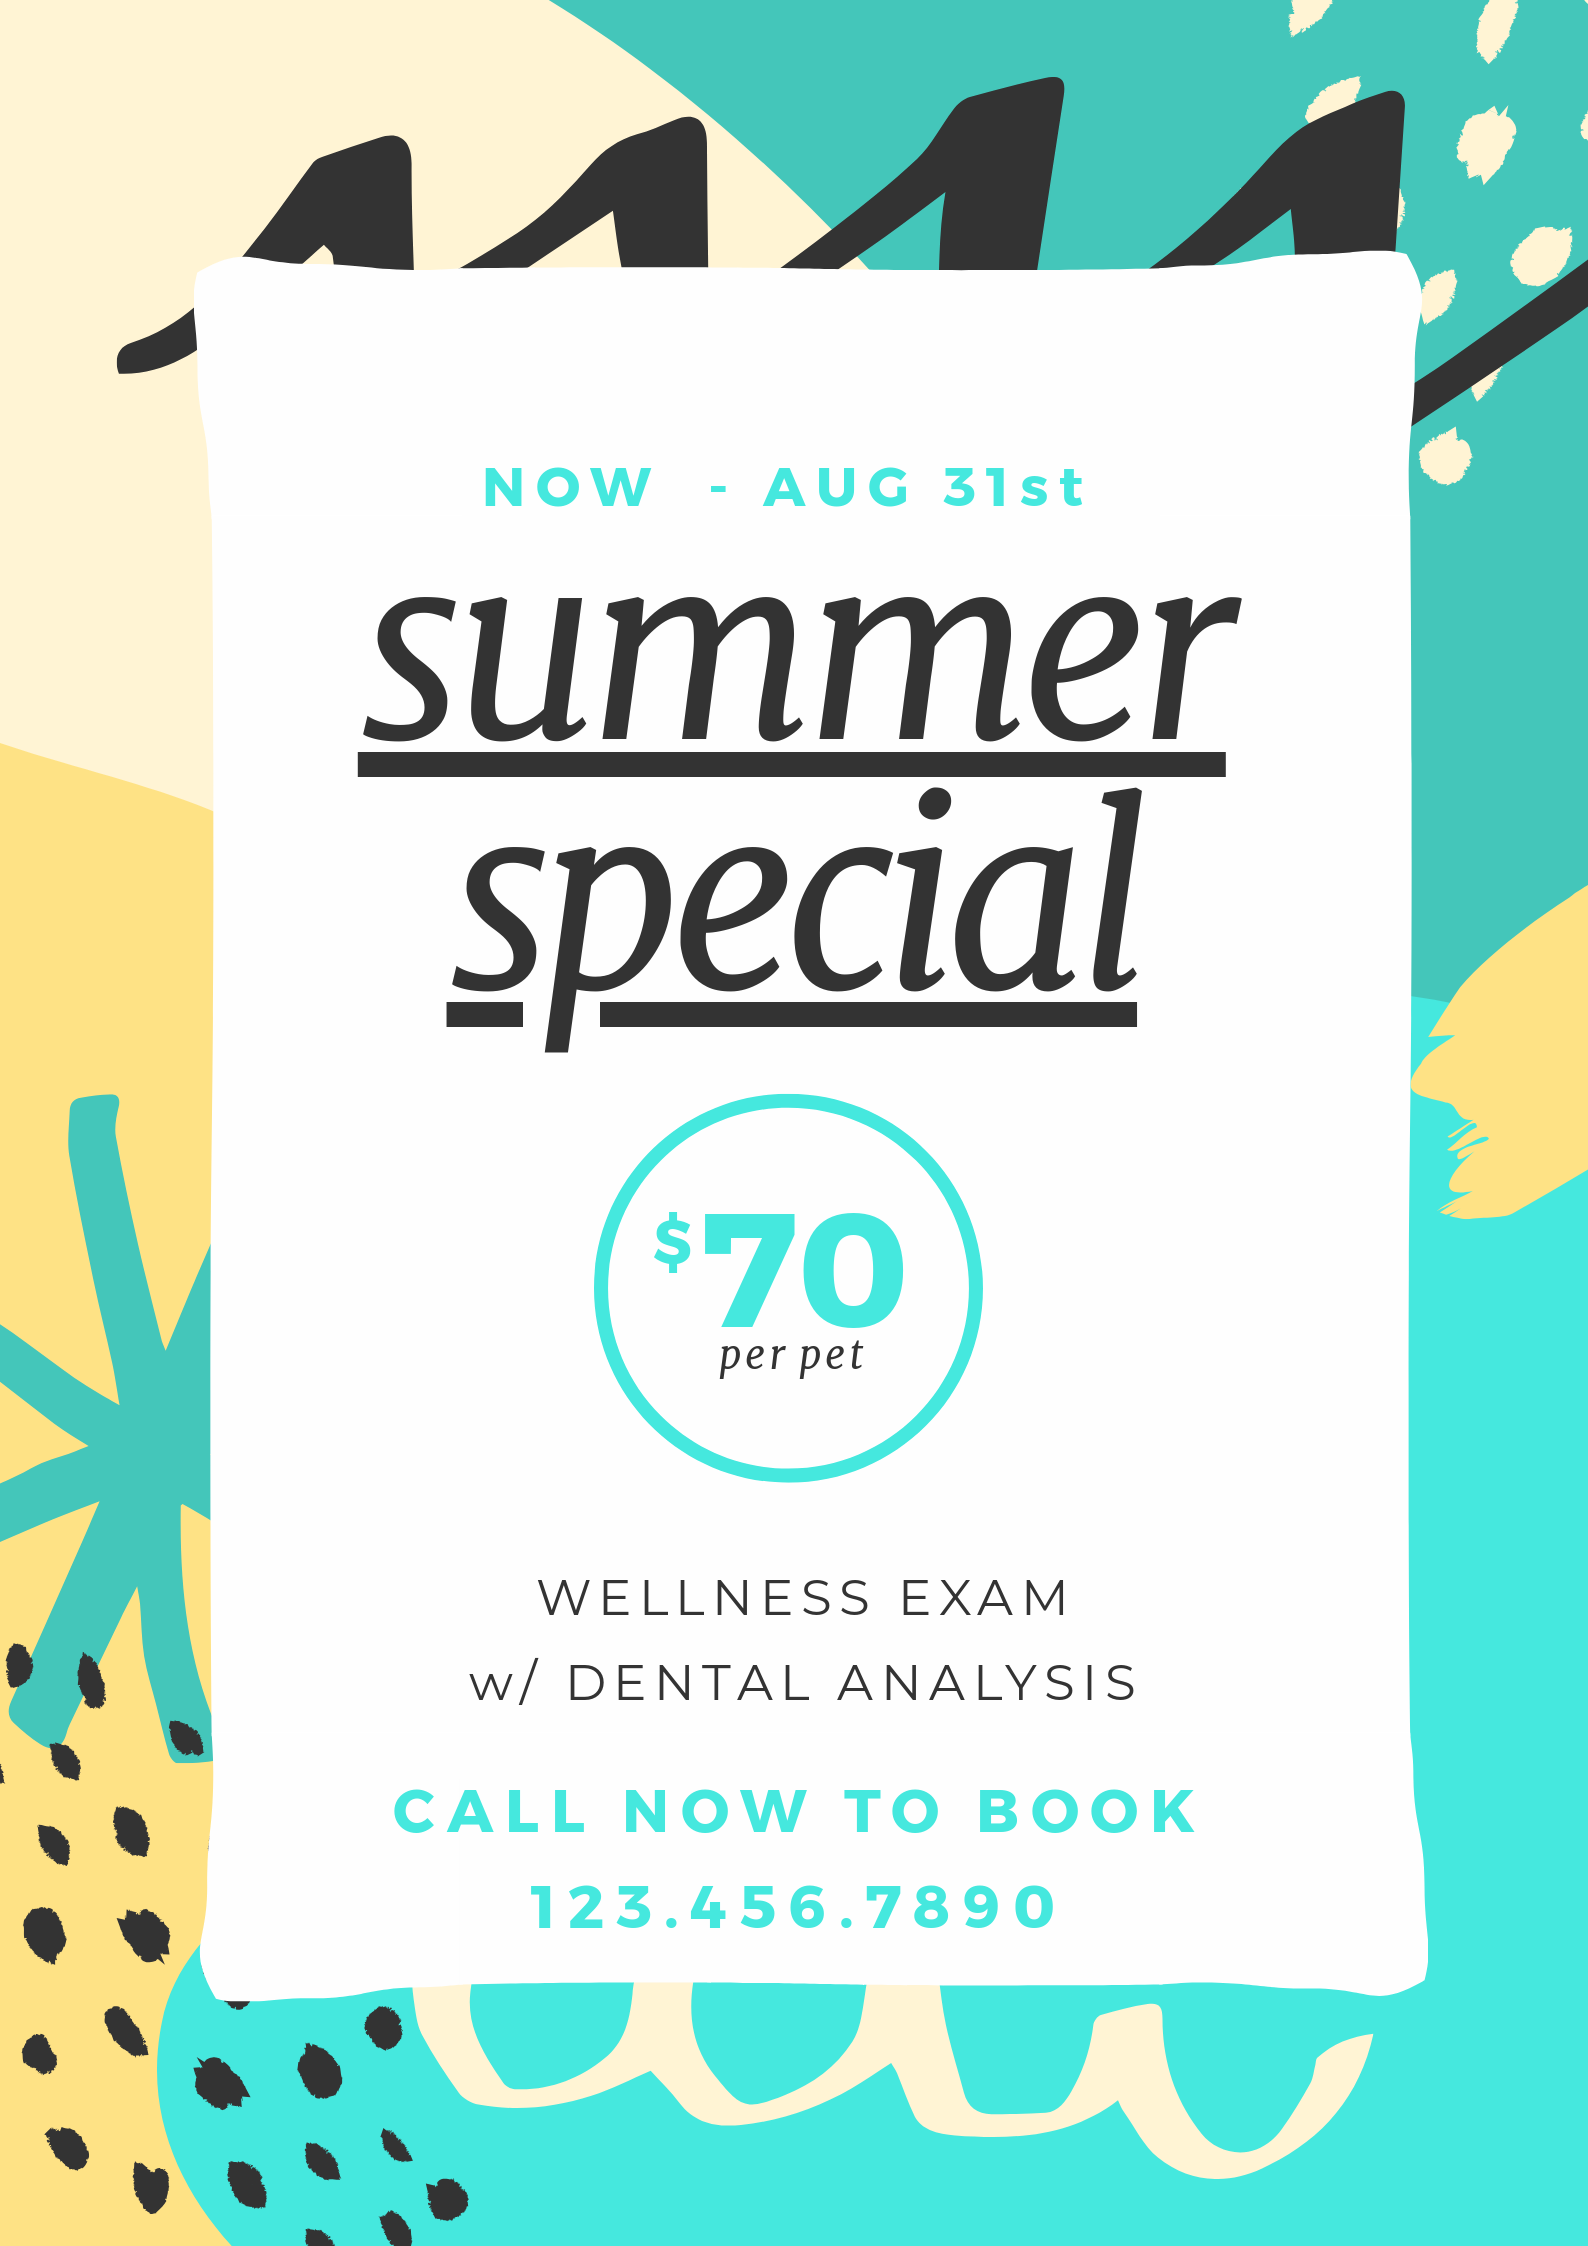 NOW - AUG 31st
summer
special
$70
per pet
WELLNESS EXAM
w/ DENTAL ANALYSIS
CALL NOW TO BOOK
123.456.7890